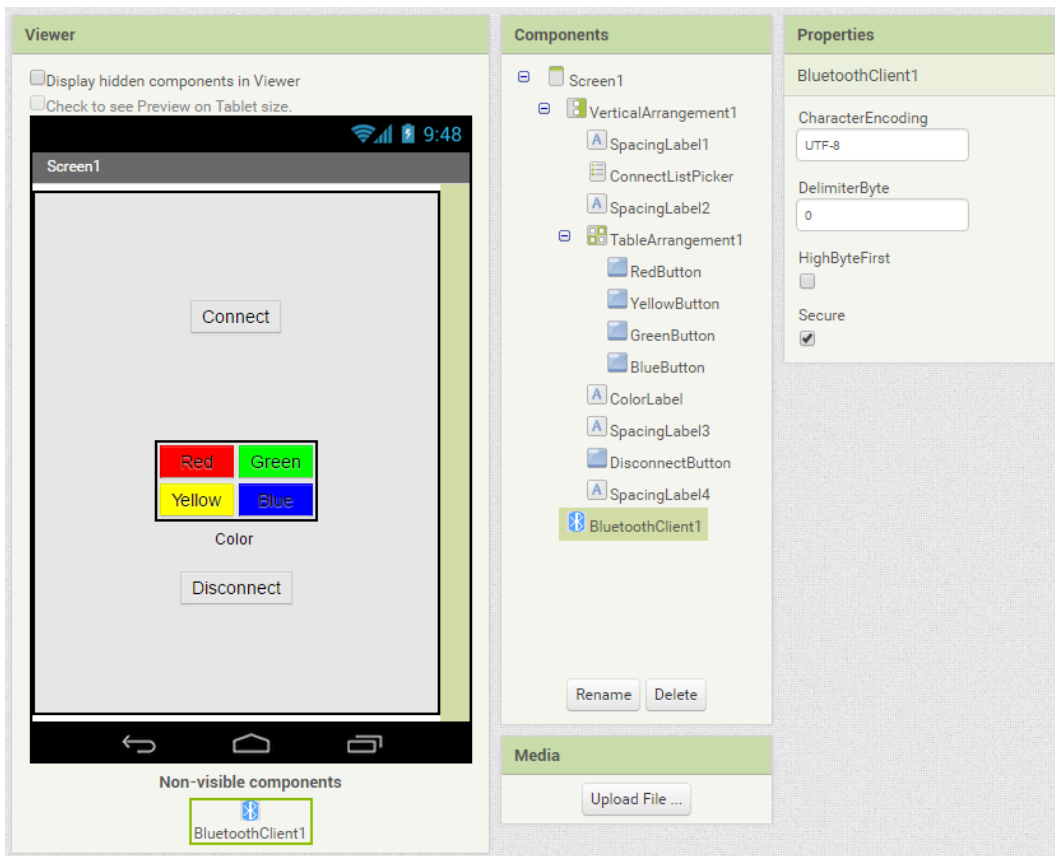 Viewer
Display hidden components in Viewer
Check to see Preview on Tablet size.
9:48
Screen1
Connect
Red Green
Yellow Blue
Color
Disconnect
Non-visible components
BluetoothClient1
Components
Screen1
VerticalArrangement1
SpacingLabel1
ConnectListPicker
SpacingLabel2
TableArrangement1
RedButton
YellowButton
GreenButton
BlueButton
ColorLabel
SpacingLabel3
DisconnectButton
SpacingLabel4
BluetoothClient1
Rename Delete
Media
Upload File ...
Properties
BluetoothClient1
CharacterEncoding
UTF-8
DelimiterByte
0
HighByteFirst
Secure